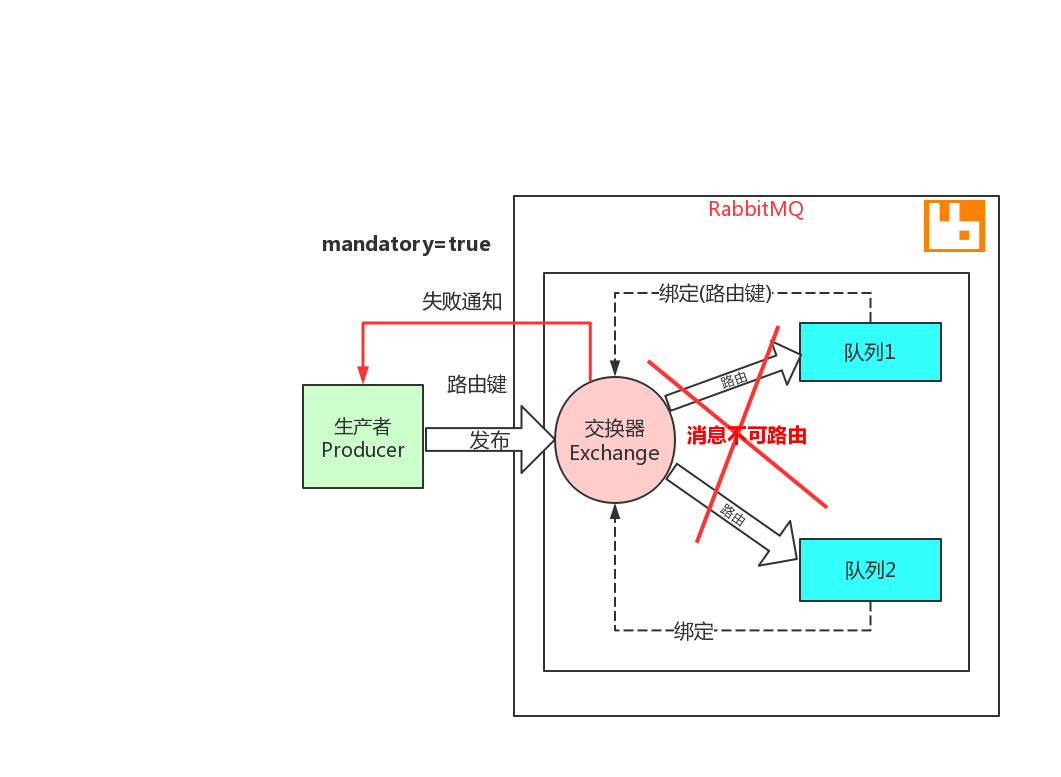 RabbitMQ
mandatory=true
绑定(路由键)
失败通知
队列1
路由
路由键
生产者
Producer
发布
交换器
Exchange
消息不可路由
路由
队列2
绑定